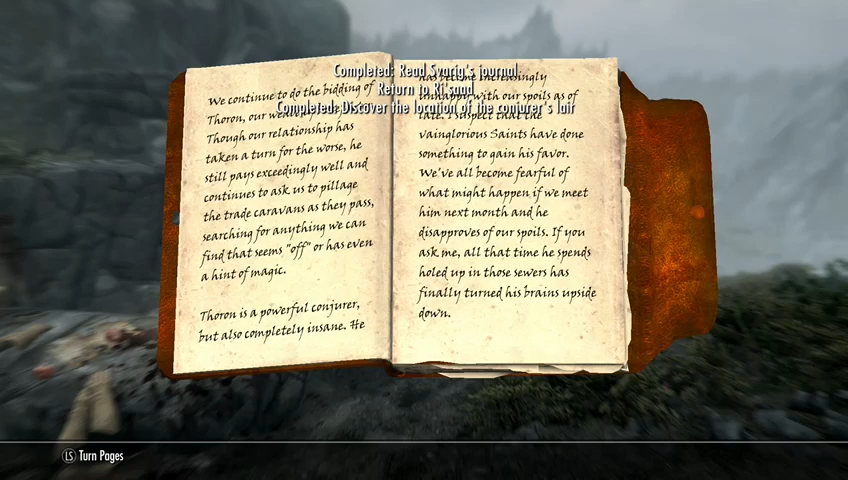 Completed: Read Svarig's journal
Return to Ri'saad
Completed: Discover the location of the conjurer's lair
We continue to do the bidding of
Thoron, our
Though our relationship has
taken a turn for the worse, he
still pays exceedingly well and
continues to ask us to pillage
the trade caravans as they pass,
searching for anything we can
find that seems "off" or has even
a hint of magic.
Thoron is a powerful conjurer,
but also completely insane. He
has become increasingly
unhappy with our spoils as of
late. I suspect that the
vainglorious Saints have done
something to gain his favor.
We've all become fearful of
what might happen if we meet
him next month and he
disapproves of our spoils. If you
ask me, all that time he spends
holed up in those sewers has
finally turned his brains upside
down.
LS Turn Pages